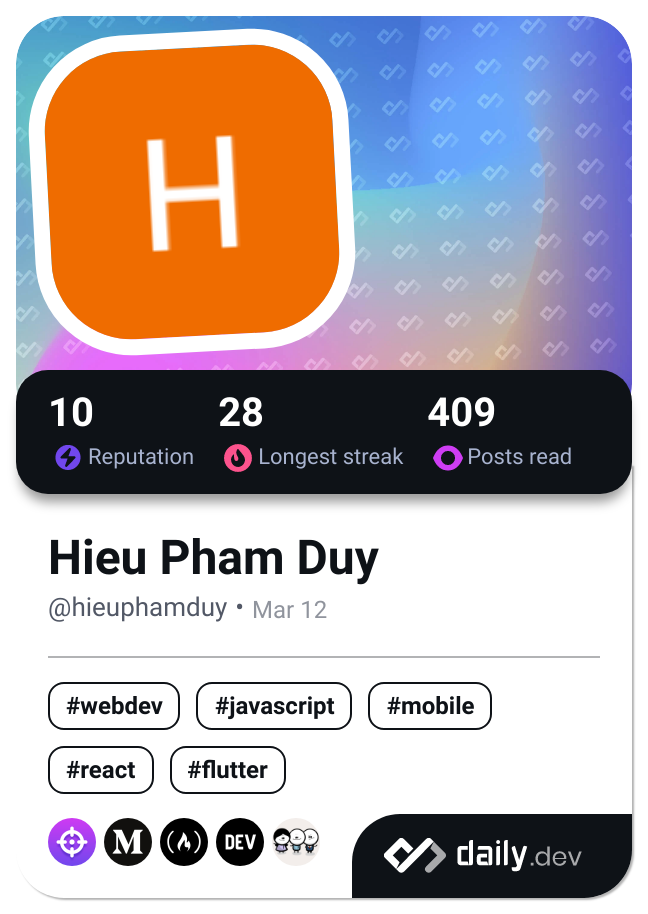 H
10 28 409
Reputation Longest streak Posts read
Hieu Pham Duy
@hieuphamduy • Mar 12
#webdev #javascript #mobile
#react #flutter
M DEV
daily.dev